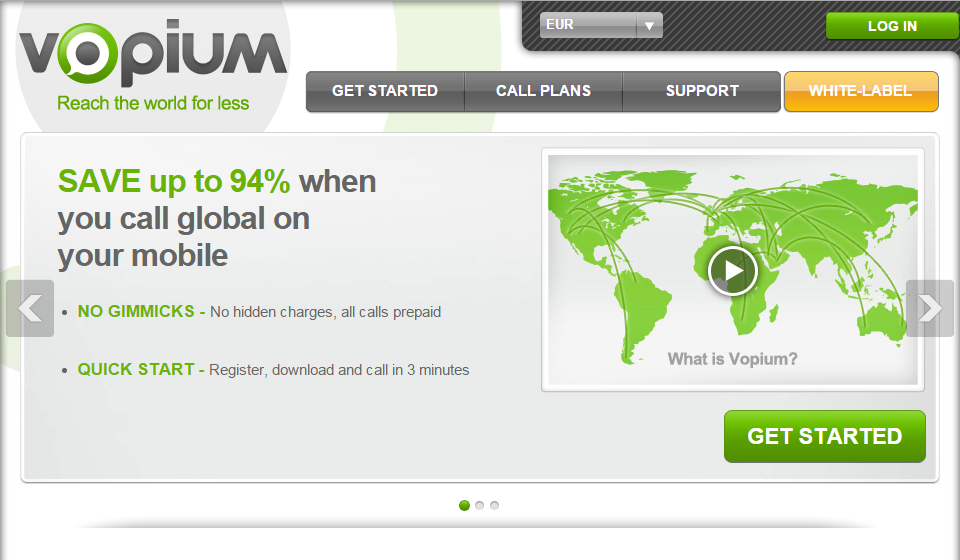 vopium
Reach the world for less
EUR
LOG IN
GET STARTED
CALL PLANS
SUPPORT
WHITE-LABEL
SAVE up to 94% when
you call global on
your mobile
NO GIMMICKS - No hidden charges, all calls prepaid
QUICK START - Register, download and call in 3 minutes
What is Vopium?
GET STARTED